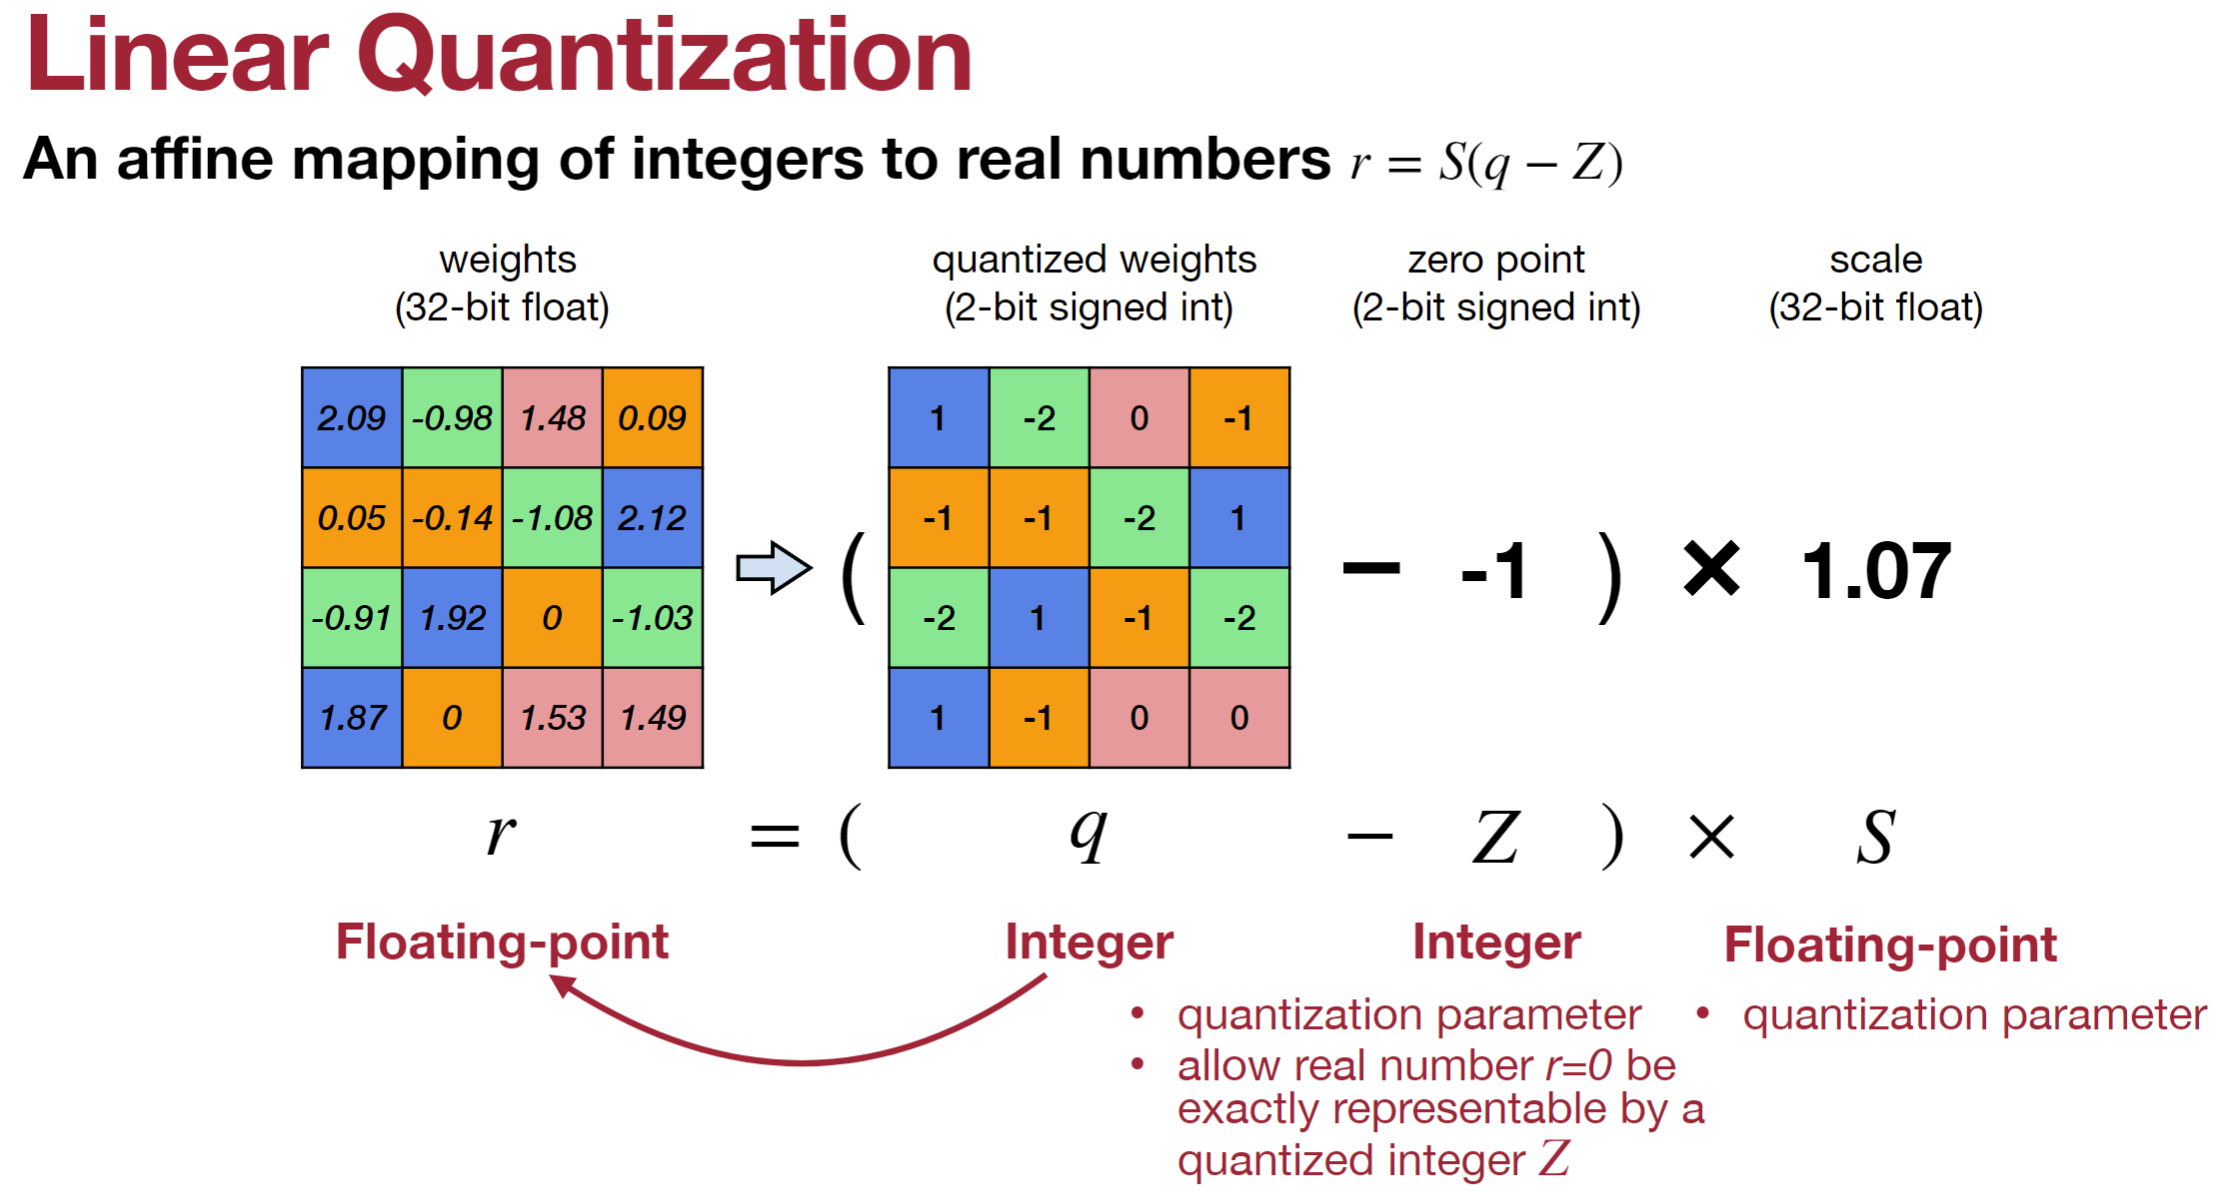 Linear Quantization
An affine mapping of integers to real numbers r = S(q − Z)
weights quantized weights zero point scale
(32-bit float) (2-bit signed int) (2-bit signed int) (32-bit float)
2.09 -0.98 1.48 0.09 1 -2 0 -1
0.05 -0.14 -1.08 2.12 -1 -1 -2 1
( − -1 ) × 1.07
-0.91 1.92 0 -1.03 -2 1 -1 -2
1.87 0 1.53 1.49 1 -1 0 0
r = ( q − Z ) × S
Floating-point Integer Integer Floating-point
• quantization parameter • quantization parameter
• allow real number r=0 be
exactly representable by a
quantized integer Z